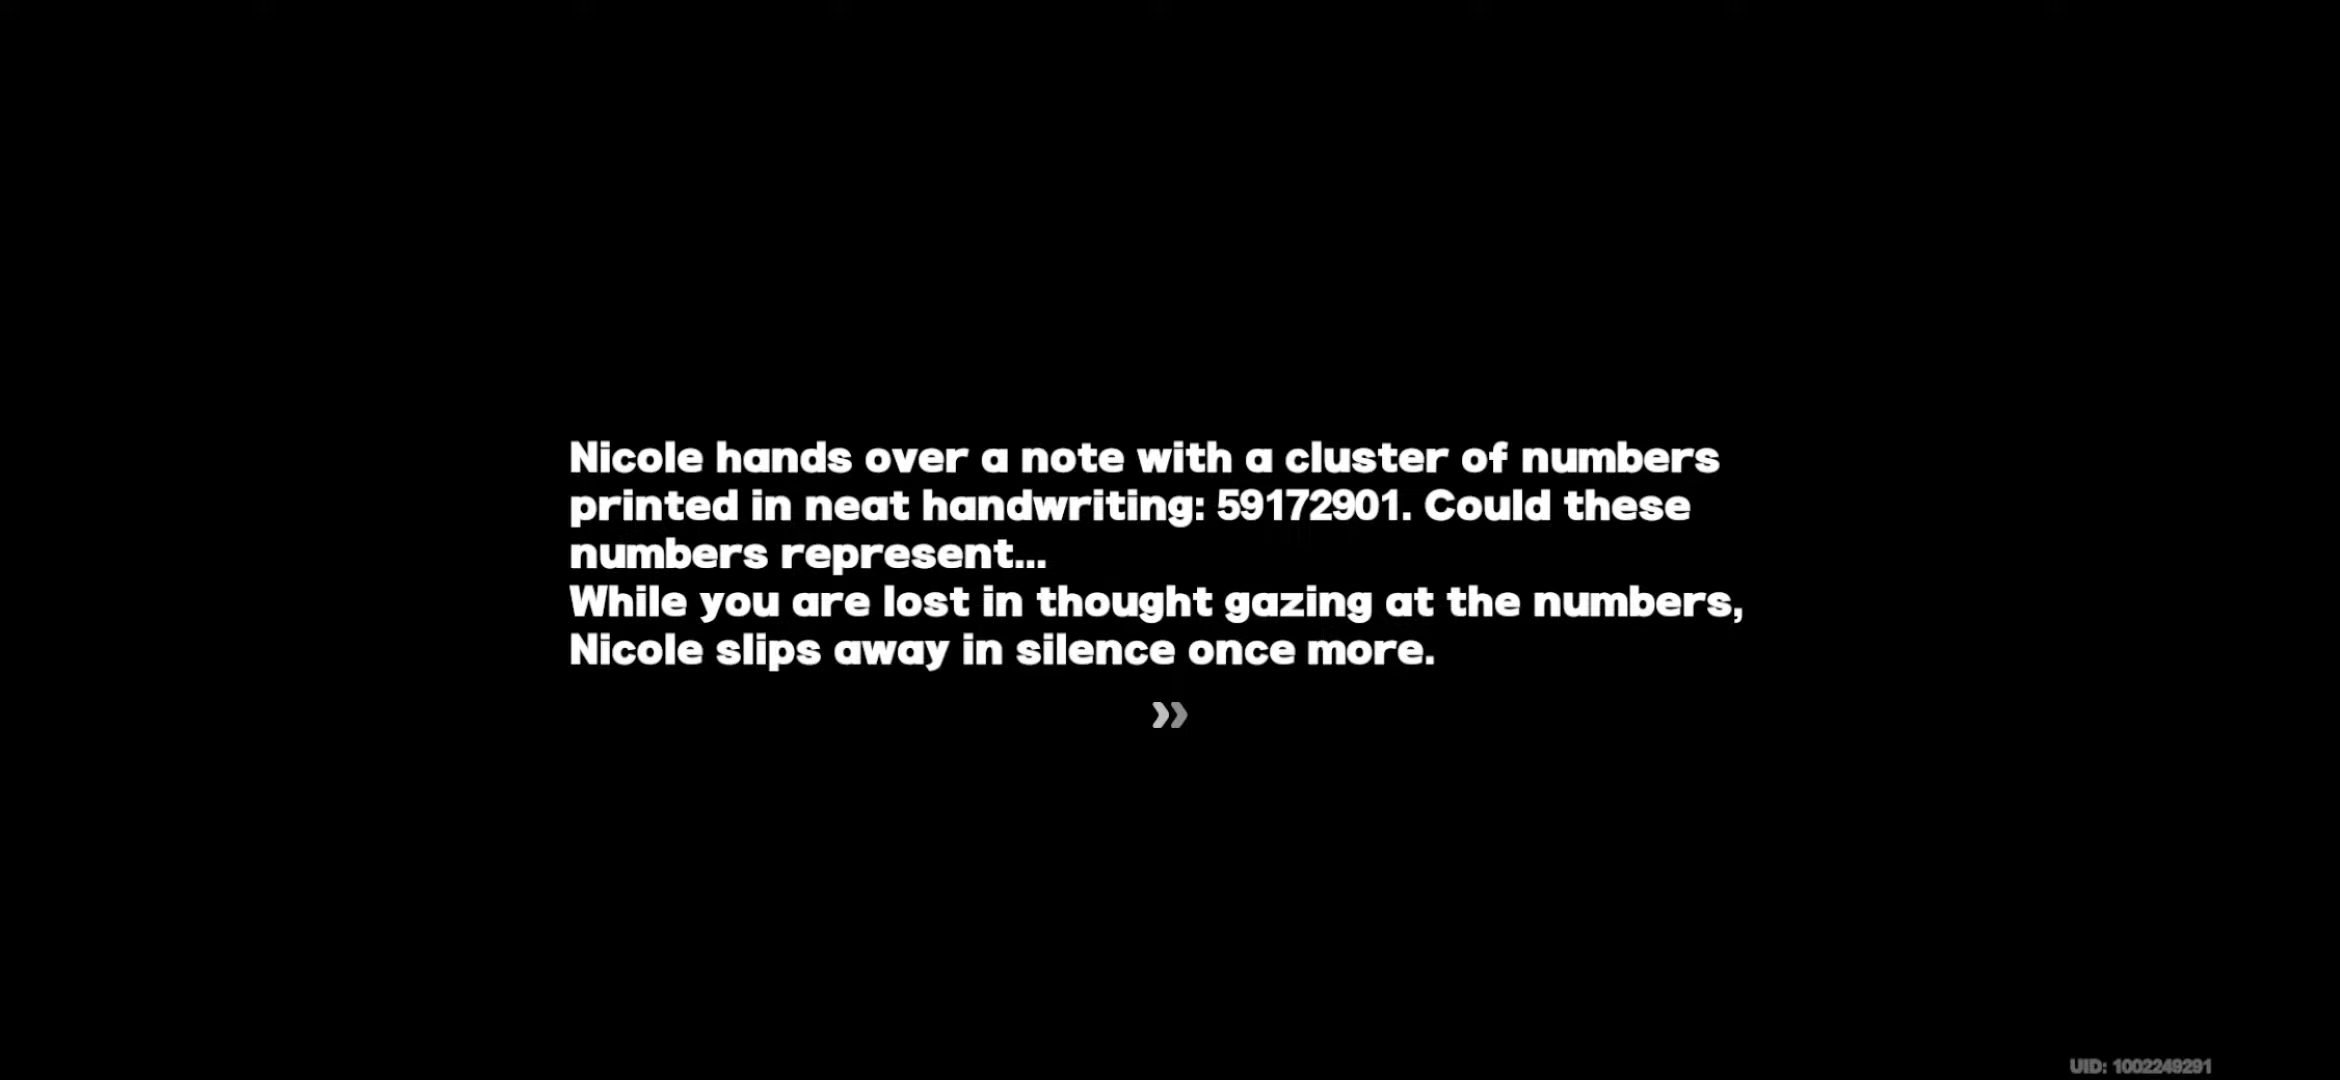 Nicole hands over a note with a cluster of numbers
printed in neat handwriting: 59172901. Could these
numbers represent...
While you are lost in thought gazing at the numbers,
Nicole slips away in silence once more.
UID: 1002249291